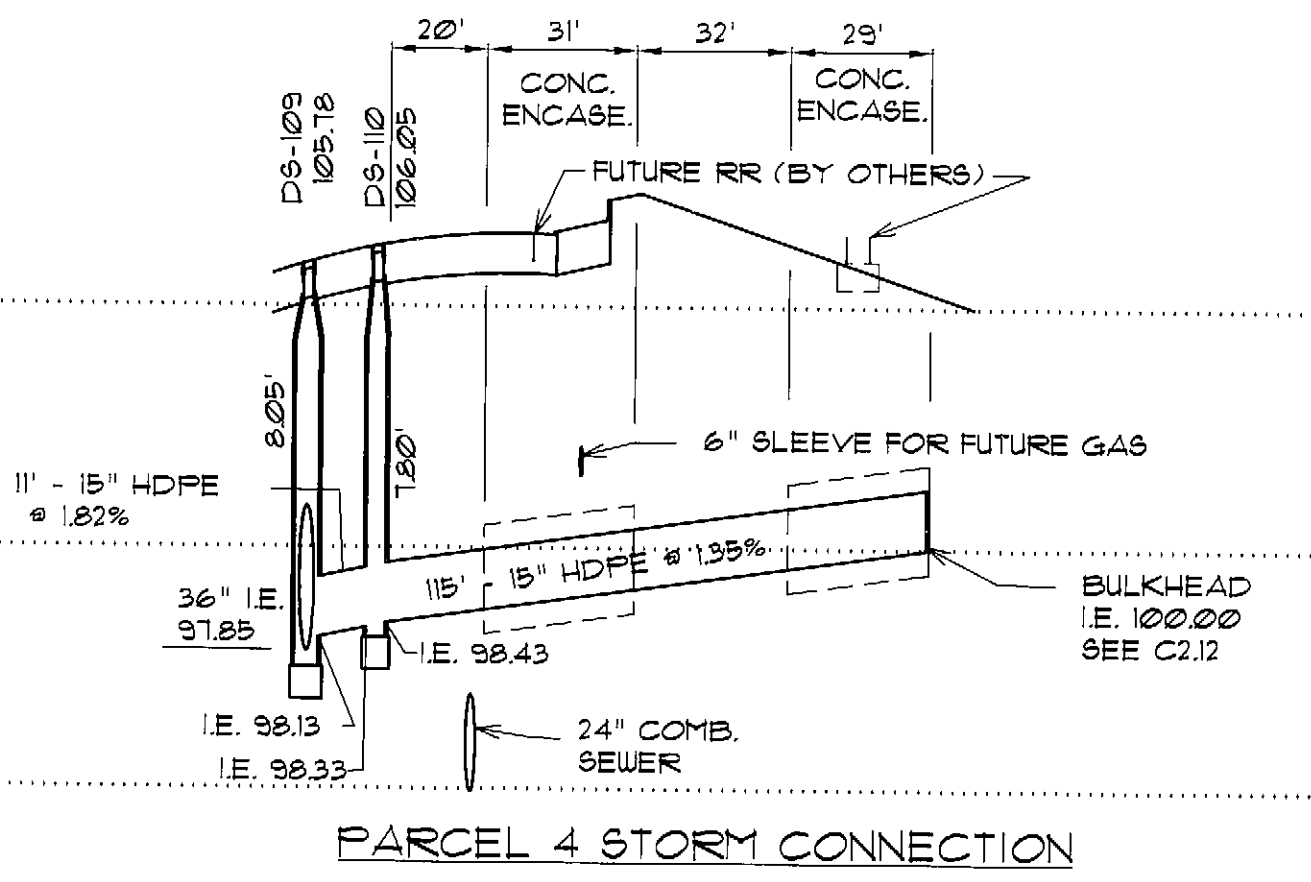 20'
31'
32'
29'
CONC.
ENCASE.
CONC.
ENCASE.
DS-109
105.78
DS-110
106.05
FUTURE RR (BY OTHERS)
8.05'
7.80'
6" SLEEVE FOR FUTURE GAS
11' - 15" HDPE
@ 1.82%
115' - 15" HDPE @ 1.35%
36" I.E.
97.85
I.E. 98.43
BULKHEAD
I.E. 100.00
SEE C2.12
I.E. 98.13
I.E. 98.33
24" COMB.
SEWER
PARCEL 4 STORM CONNECTION